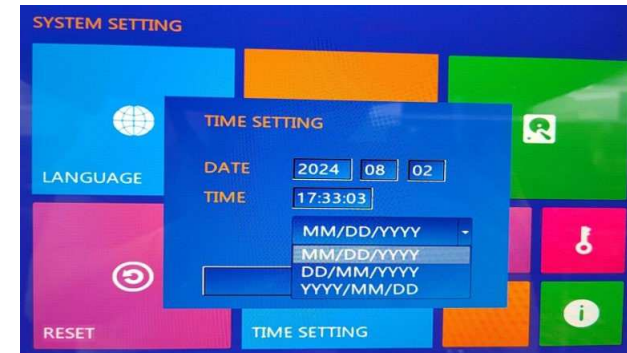 SYSTEM SETTING
TIME SETTING
DATE 2024 08 02
TIME 17:33:03
MM/DD/YYYY
MM/DD/YYYY
DD/MM/YYYY
YYYY/MM/DD
LANGUAGE
RESET
TIME SETTING
i